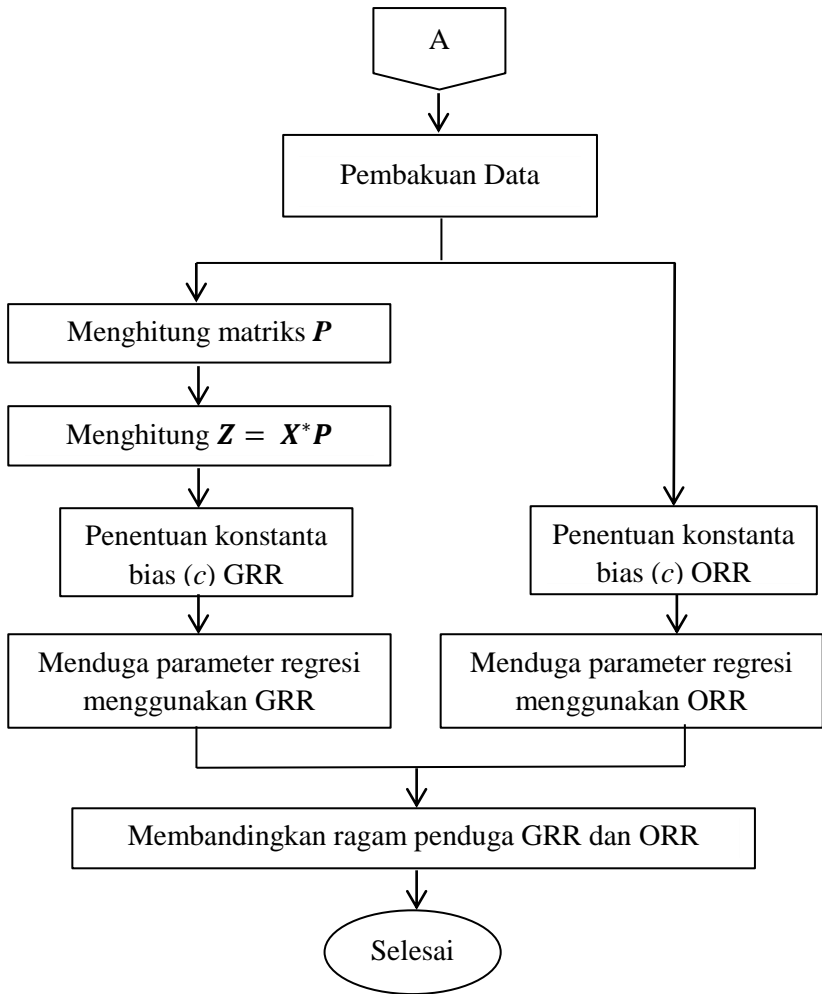 A
Pembakuan Data
Menghitung matriks P
Menghitung Z = X*P
Penentuan konstanta
bias (c) GRR
Menduga parameter regresi
menggunakan GRR
Penentuan konstanta
bias (c) ORR
Menduga parameter regresi
menggunakan ORR
Membandingkan ragam penduga GRR dan ORR
Selesai